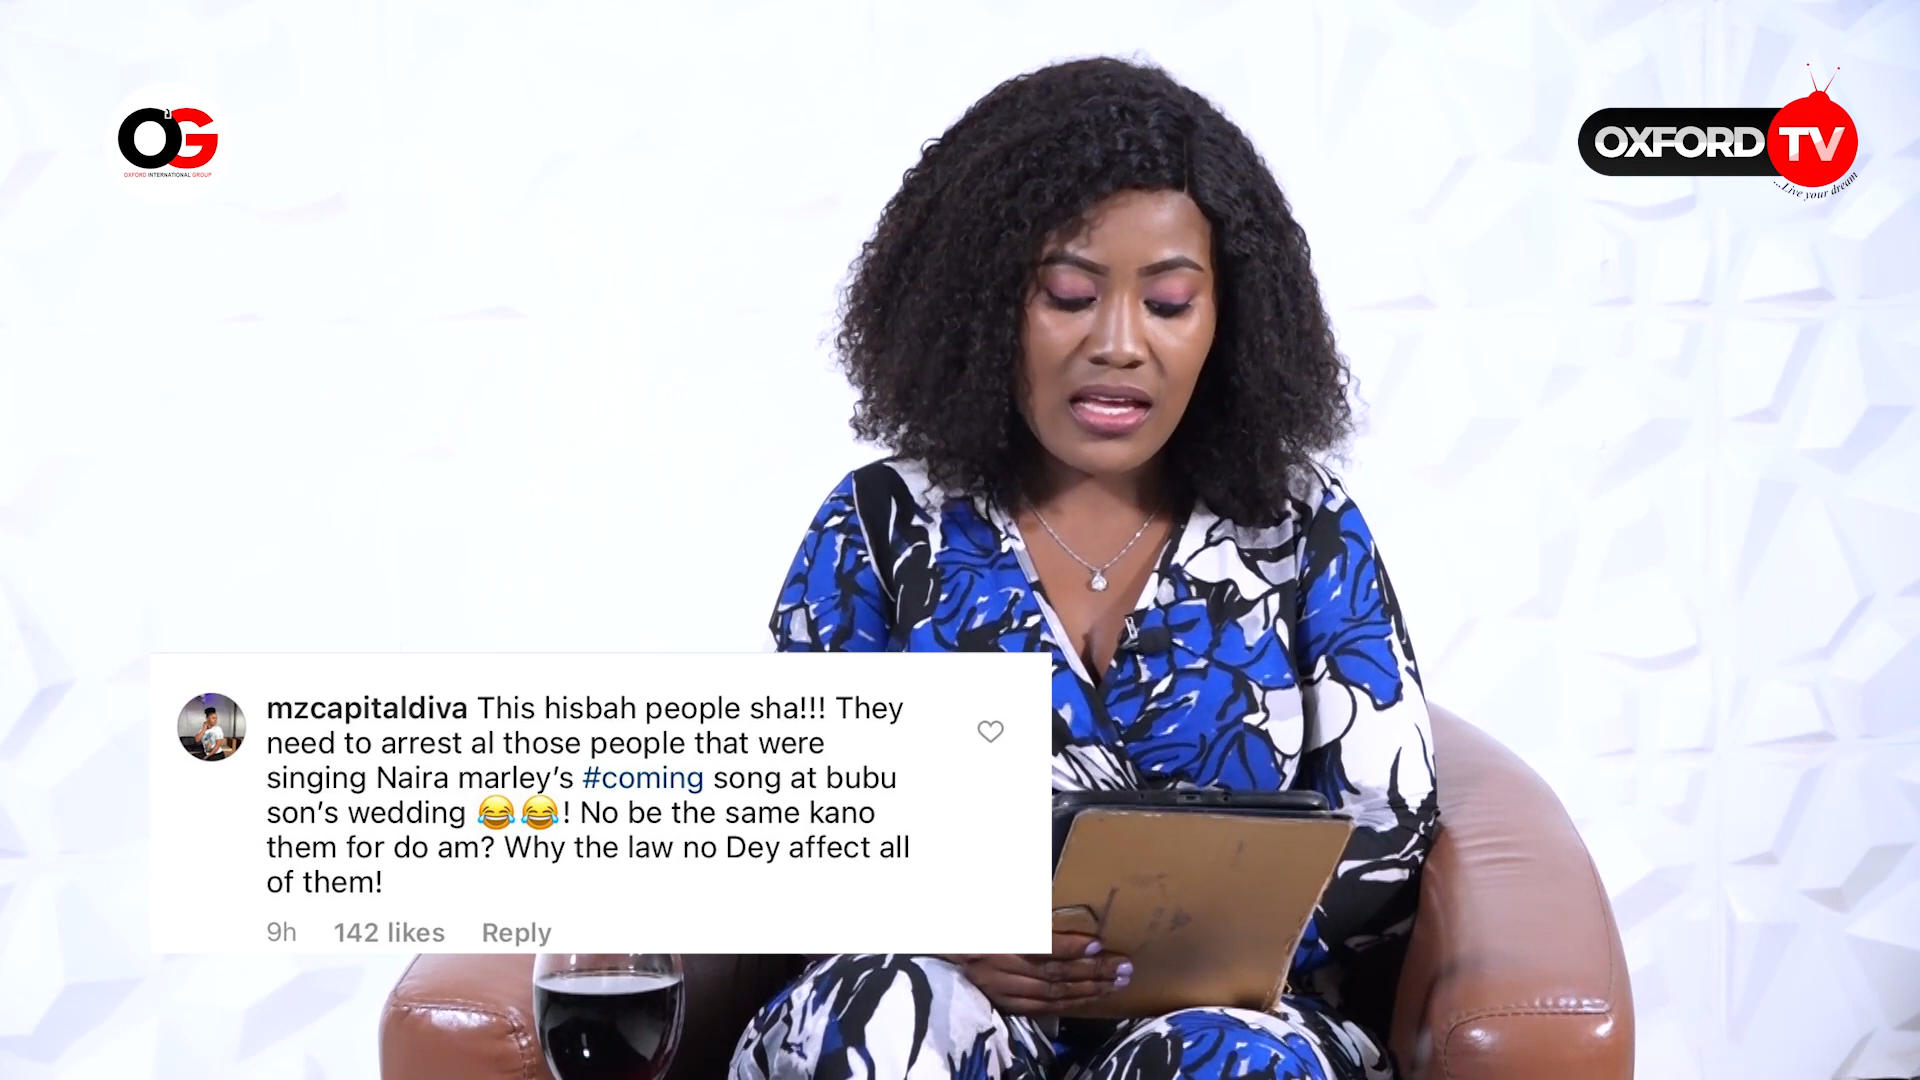 O'G
OXFORD INTERNATIONAL GROUP
OXFORD TV
...Live your dream
mzcapitaldiva This hisbah people sha!!! They
need to arrest al those people that were
singing Naira marley’s #coming song at bubu
son’s wedding 😂😂! No be the same kano
them for do am? Why the law no Dey affect all
of them!
9h 142 likes Reply